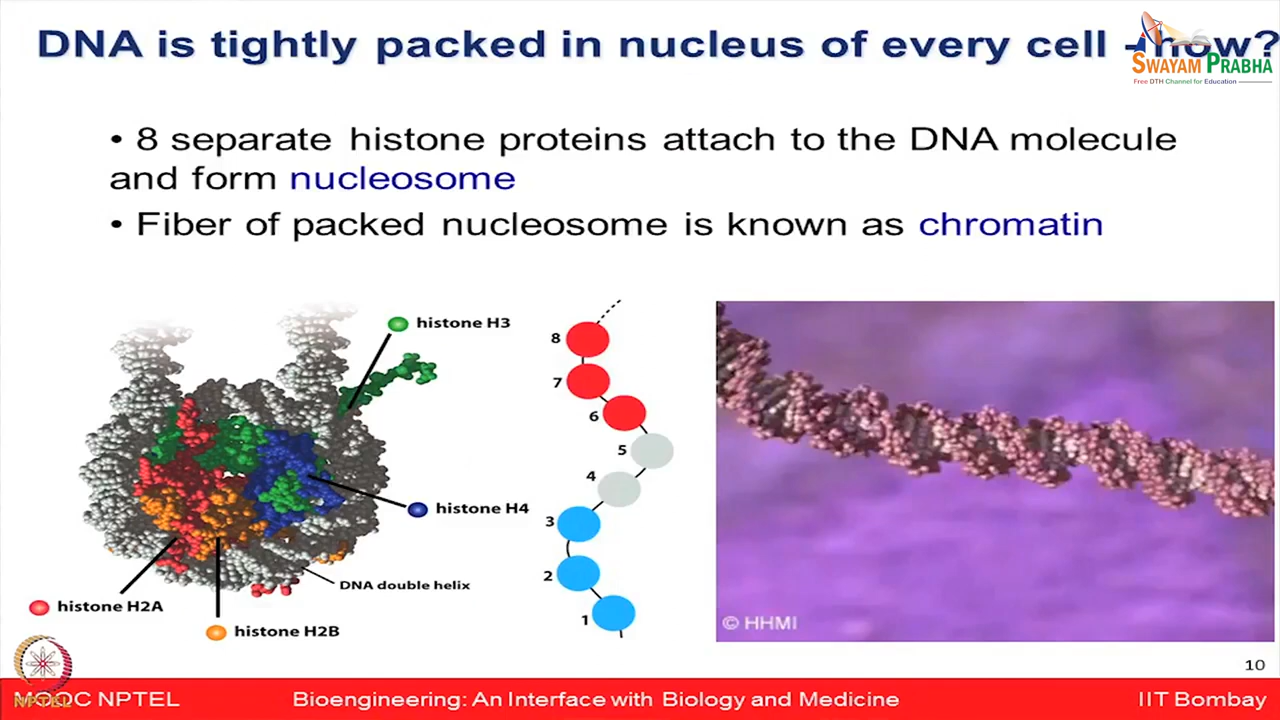 DNA is tightly packed in nucleus of every cell - how?
SWAYAM PRABHA
Free DTH Channel for Education
• 8 separate histone proteins attach to the DNA molecule
and form nucleosome
• Fiber of packed nucleosome is known as chromatin
histone H3
histone H4
DNA double helix
histone H2A
histone H2B
8
7
6
5
4
3
2
1
© HHMI
10
MOOC NPTEL
NPTEL
Bioengineering: An Interface with Biology and Medicine
IIT Bombay